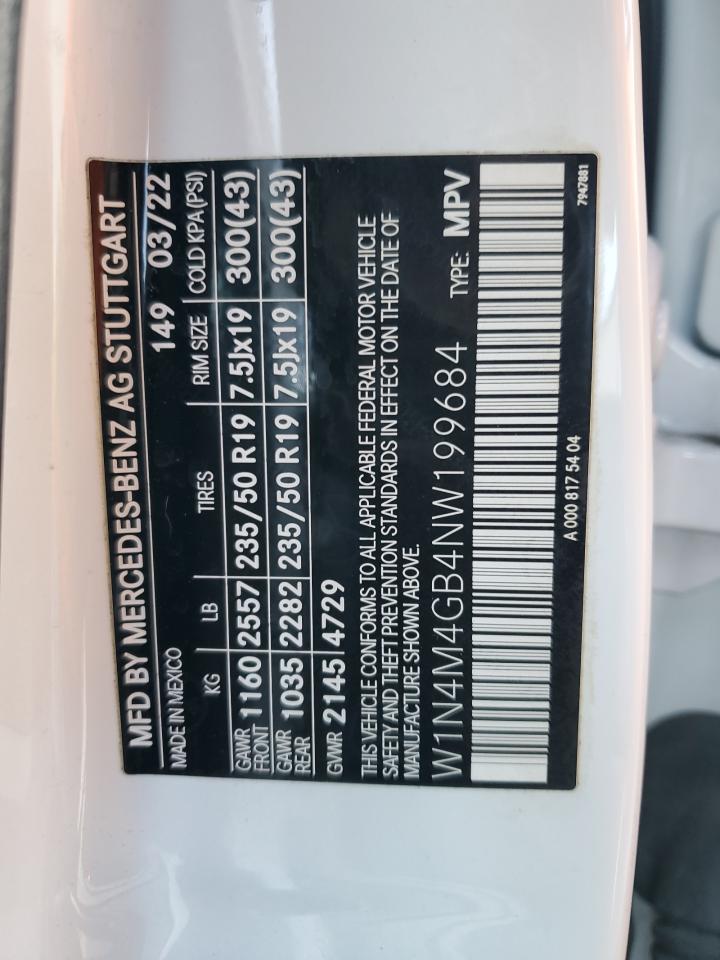 MFD BY MERCEDES-BENZ AG STUTTGART
MADE IN MEXICO 149 03/22
KG LB TIRES RIM SIZE COLD KPA(PSI)
GAWR FRONT 1160 2557 235/50 R19 7.5Jx19 300(43)
GAWR REAR 1035 2282 235/50 R19 7.5Jx19 300(43)
GVWR 2145 4729
THIS VEHICLE CONFORMS TO ALL APPLICABLE FEDERAL MOTOR VEHICLE
SAFETY AND THEFT PREVENTION STANDARDS IN EFFECT ON THE DATE OF
MANUFACTURE SHOWN ABOVE.
W1N4M4GB4NW199684 TYPE: MPV
A 000 817 54 04 7947881